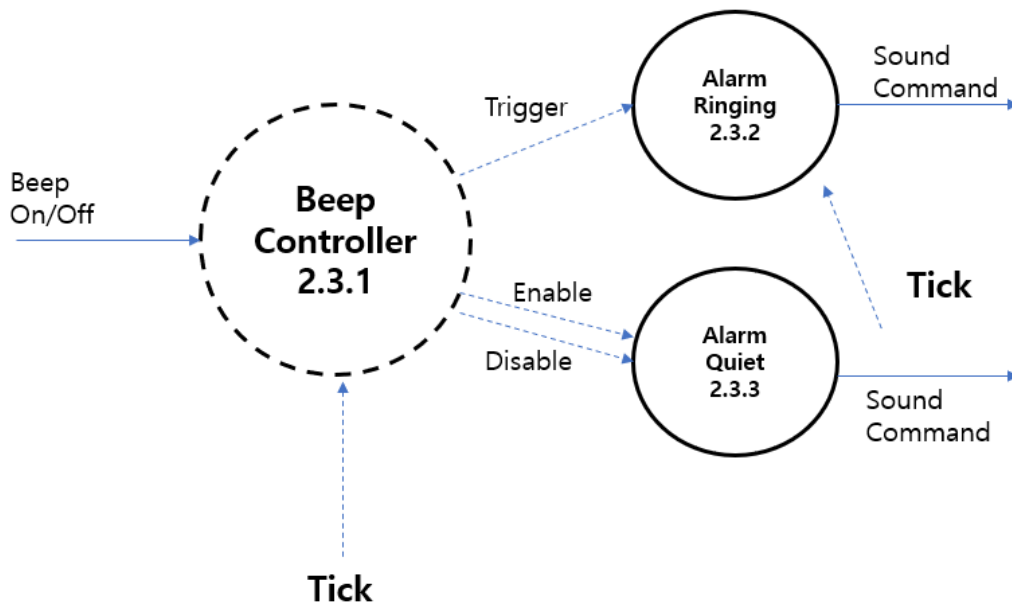 Beep
On/Off
Beep
Controller
2.3.1
Trigger
Enable
Disable
Alarm
Ringing
2.3.2
Sound
Command
Tick
Alarm
Quiet
2.3.3
Sound
Command
Tick